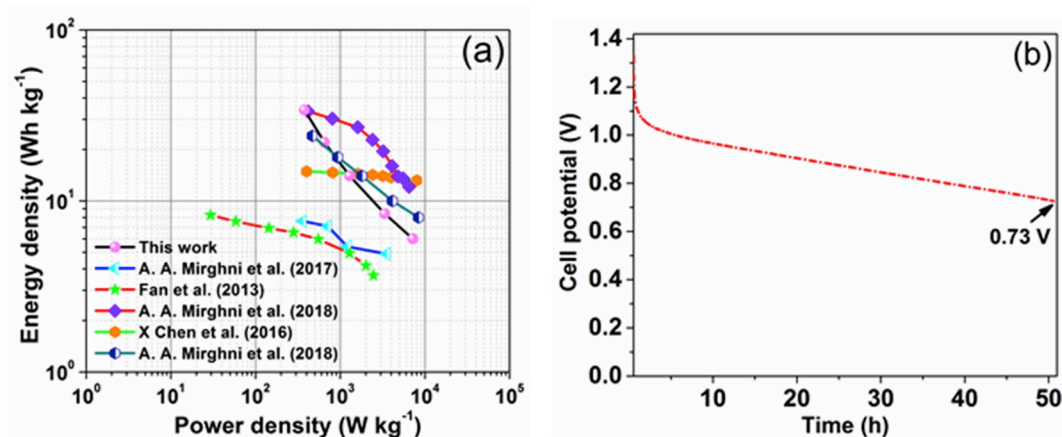 (a)
Energy density (Wh kg⁻¹)
10²
10¹
10⁰
This work
A. A. Mirghni et al. (2017)
Fan et al. (2013)
A. A. Mirghni et al. (2018)
X Chen et al. (2016)
A. A. Mirghni et al. (2018)
10⁰ 10¹ 10² 10³ 10⁴ 10⁵
Power density (W kg⁻¹)
(b)
Cell potential (V)
1.4
1.2
1.0
0.8
0.6
0.4
0.2
0.0
0.73 V
10 20 30 40 50
Time (h)